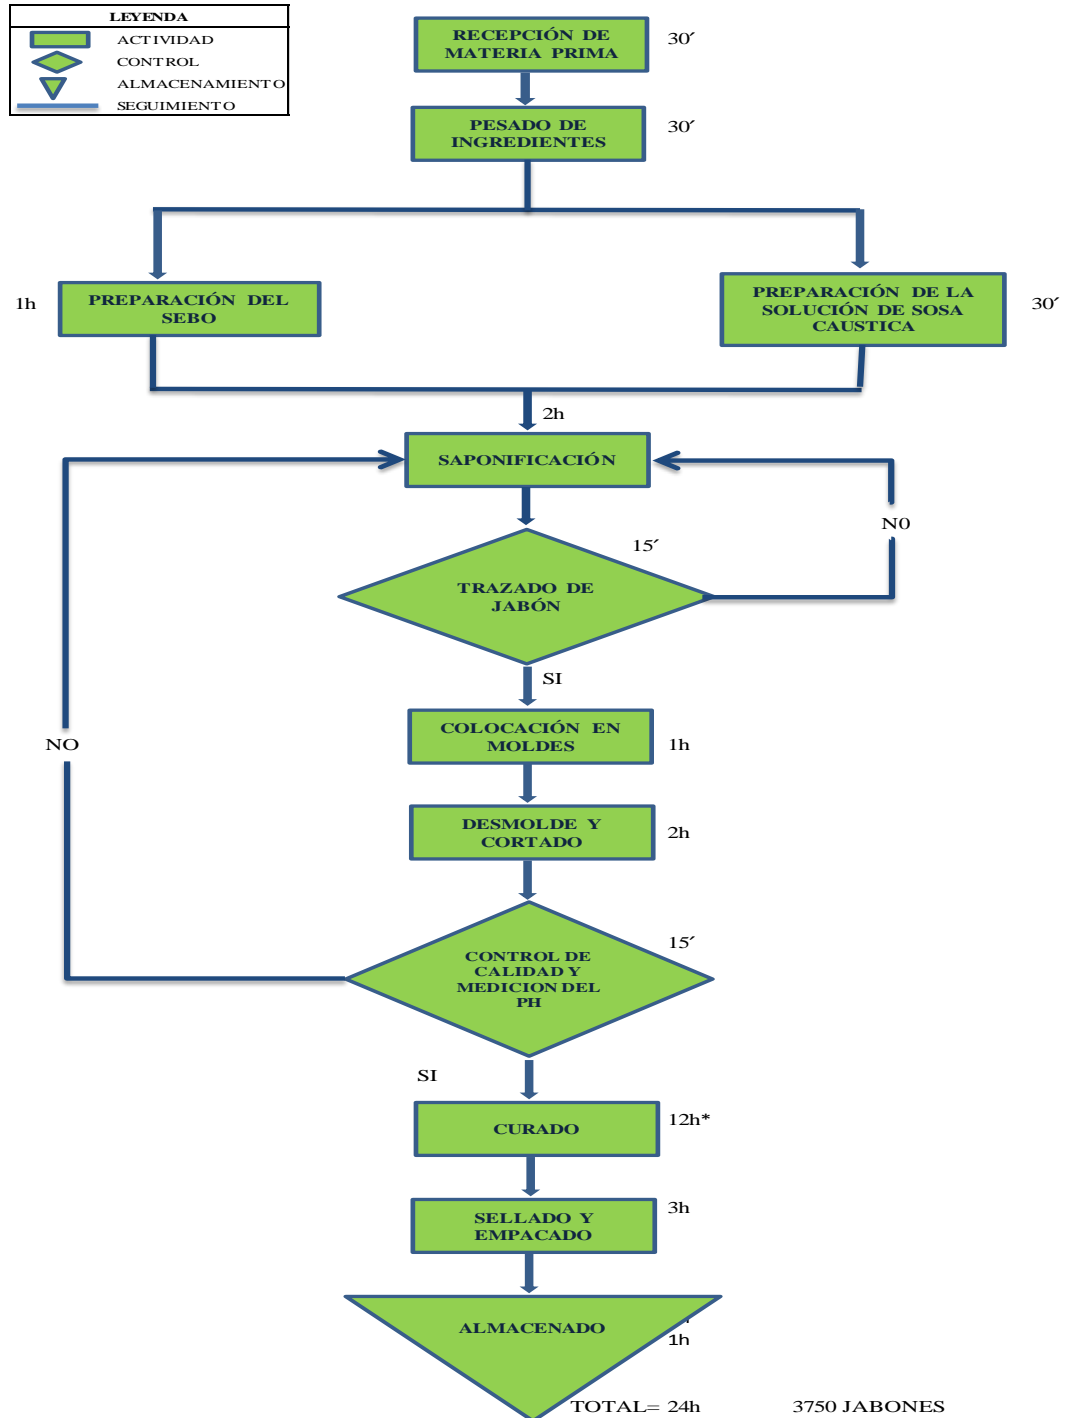 LEYENDA
ACTIVIDAD
CONTROL
ALMACENAMIENTO
SEGUIMIENTO
RECEPCIÓN DE
MATERIA PRIMA
30´
PESADO DE
INGREDIENTES
30´
1h
PREPARACIÓN DEL
SEBO
PREPARACIÓN DE LA
SOLUCIÓN DE SOSA
CAUSTICA
30´
2h
SAPONIFICACIÓN
N0
15´
TRAZADO DE
JABÓN
SI
COLOCACIÓN EN
MOLDES
1h
NO
DESMOLDE Y
CORTADO
2h
15´
CONTROL DE
CALIDAD Y
MEDICION DEL
PH
SI
CURADO
12h*
SELLADO Y
EMPACADO
3h
ALMACENADO
1h
TOTAL= 24h
3750 JABONES